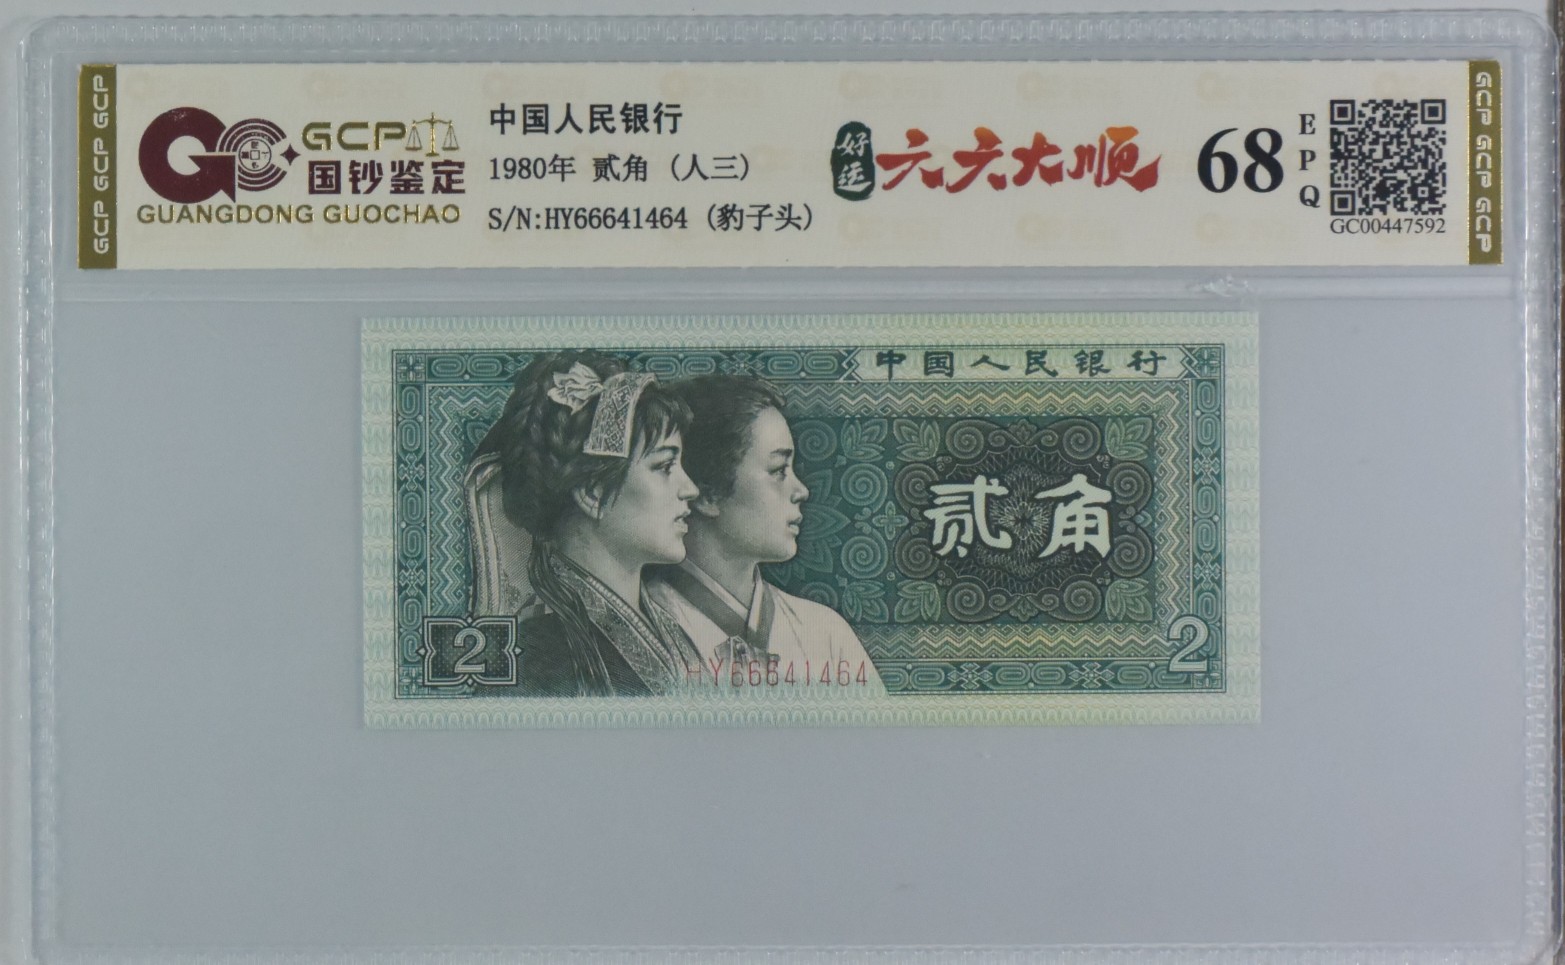 GCP GCP GCP
GCP
国钞鉴定
GUANGDONG GUOCHAO
中国人民银行
1980年 贰角 (人三)
S/N:HY66641464 (豹子头)
好运
六六大顺
68
EPQ
GC00447592
GCP GCP GCP
中国人民银行
贰角
2
2
HY66641464